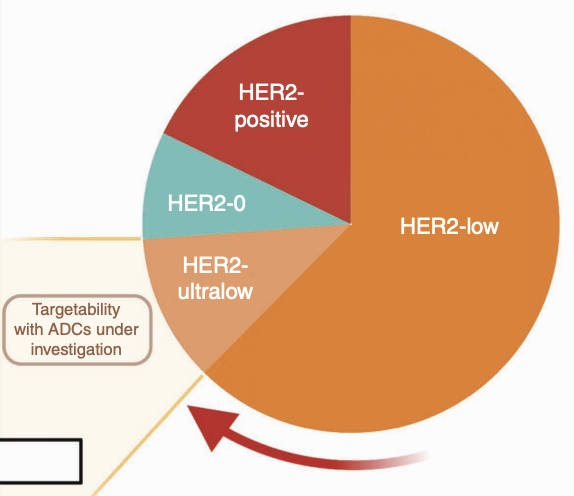 HER2-
positive
HER2-0
HER2-low
HER2-
ultralow
Targetability
with ADCs under
investigation